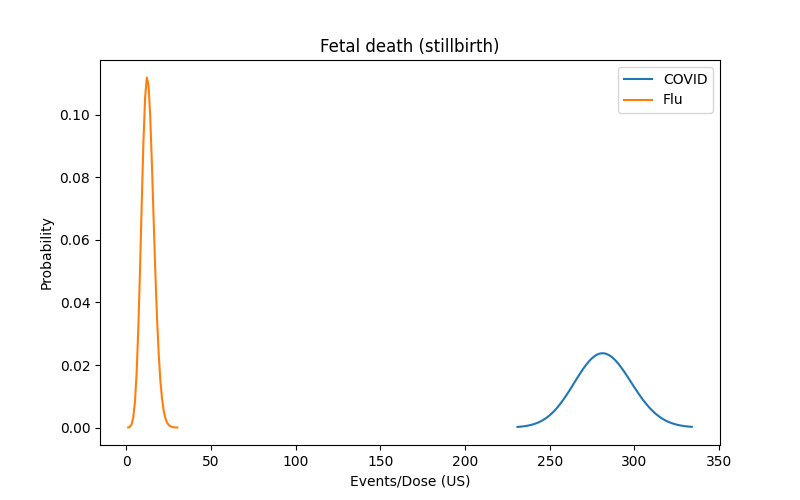 Fetal death (stillbirth)
COVID
Flu
Probability
0.10
0.08
0.06
0.04
0.02
0.00
0 50 100 150 200 250 300 350
Events/Dose (US)